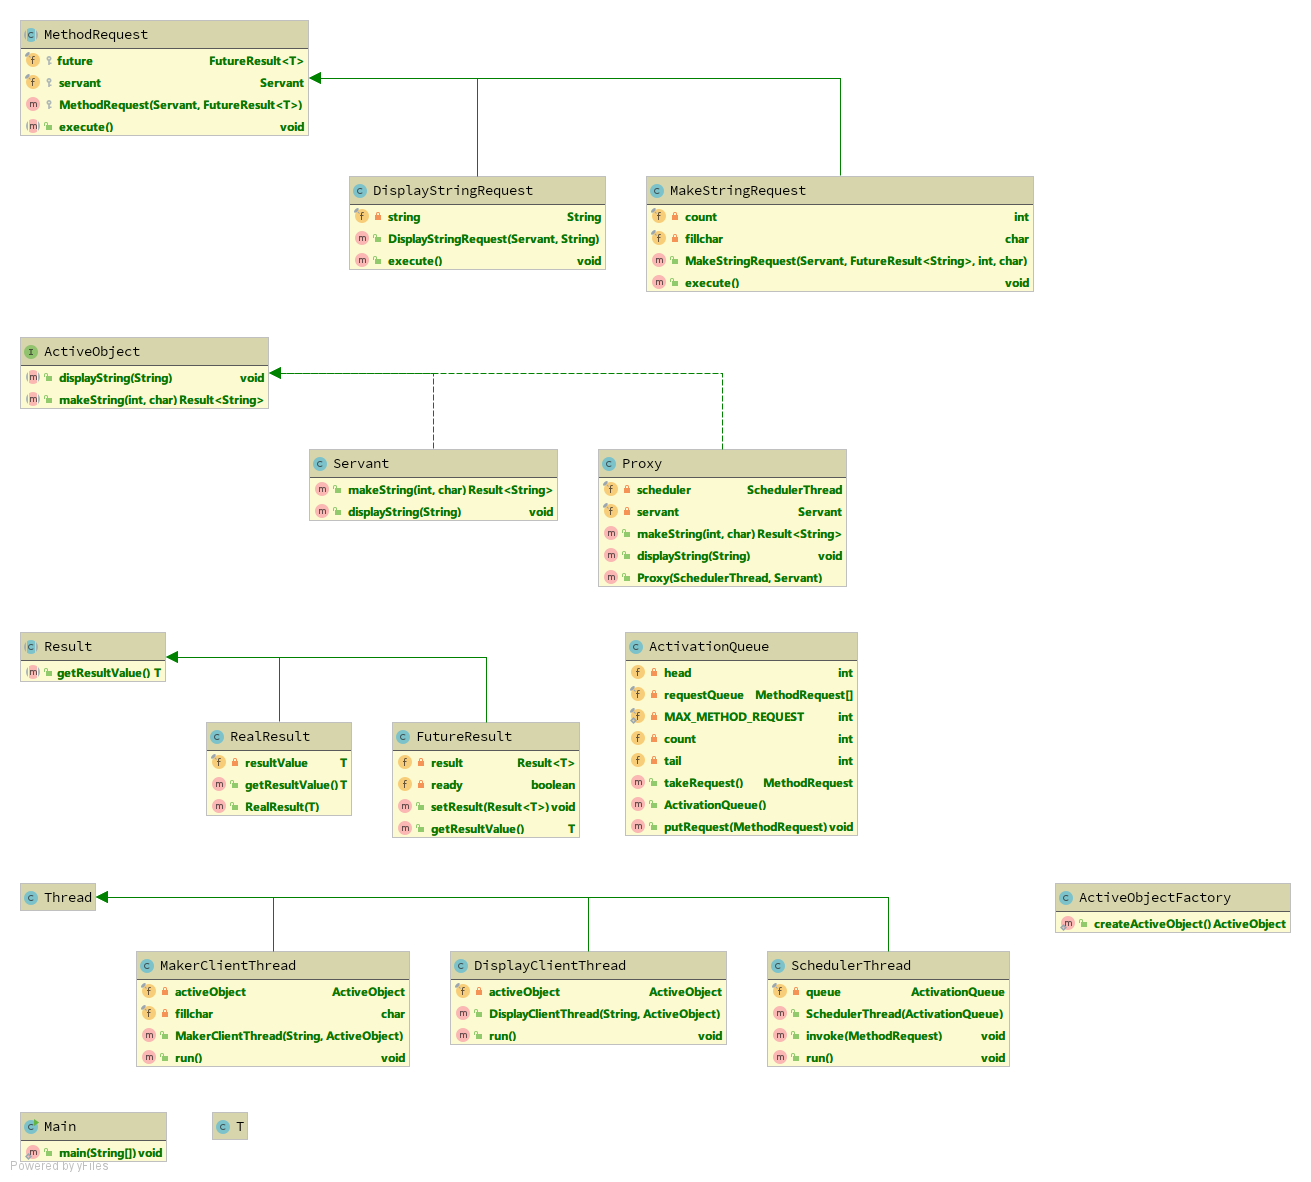 MethodRequest
future FutureResult<T>
servant Servant
MethodRequest(Servant, FutureResult<T>)
execute() void
DisplayStringRequest
string String
DisplayStringRequest(Servant, String)
execute() void
MakeStringRequest
count int
fillchar char
MakeStringRequest(Servant, FutureResult<String>, int, char)
execute() void
ActiveObject
displayString(String) void
makeString(int, char) Result<String>
Servant
makeString(int, char) Result<String>
displayString(String) void
Proxy
scheduler SchedulerThread
servant Servant
makeString(int, char) Result<String>
displayString(String) void
Proxy(SchedulerThread, Servant)
Result
getResultValue() T
RealResult
resultValue T
getResultValue() T
RealResult(T)
FutureResult
result Result<T>
ready boolean
setResult(Result<T>) void
getResultValue() T
ActivationQueue
head int
requestQueue MethodRequest[]
MAX_METHOD_REQUEST int
count int
tail int
takeRequest() MethodRequest
ActivationQueue()
putRequest(MethodRequest) void
Thread
MakerClientThread
activeObject ActiveObject
fillchar char
MakerClientThread(String, ActiveObject)
run() void
DisplayClientThread
activeObject ActiveObject
DisplayClientThread(String, ActiveObject)
run() void
SchedulerThread
queue ActivationQueue
SchedulerThread(ActivationQueue)
invoke(MethodRequest) void
run() void
ActiveObjectFactory
createActiveObject() ActiveObject
Main
main(String[]) void
T
Powered by yFiles